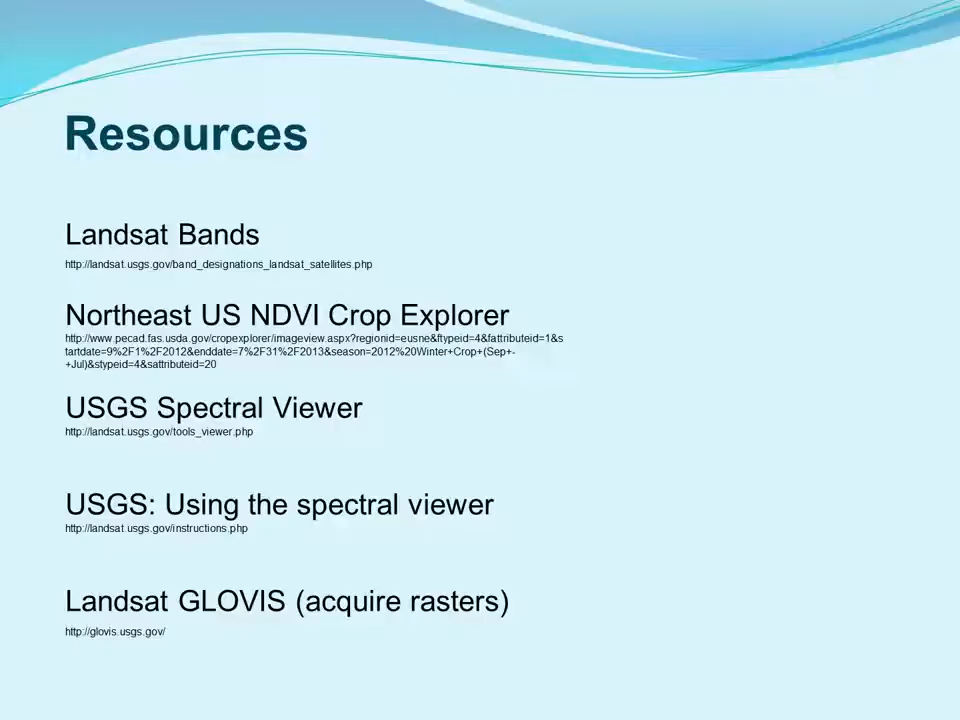 Resources
Landsat Bands
http://landsat.usgs.gov/band_designations_landsat_satellites.php
Northeast US NDVI Crop Explorer
http://www.pecad.fas.usda.gov/cropexplorer/imageview.aspx?regionid=eusne&ftypeid=4&fattributeid=1&s
tartdate=9%2F1%2F2012&enddate=7%2F31%2F2013&season=2012%20Winter+Crop+(Sep+-
+Jul)&stypeid=4&sattributeid=20
USGS Spectral Viewer
http://landsat.usgs.gov/tools_viewer.php
USGS: Using the spectral viewer
http://landsat.usgs.gov/instructions.php
Landsat GLOVIS (acquire rasters)
http://glovis.usgs.gov/